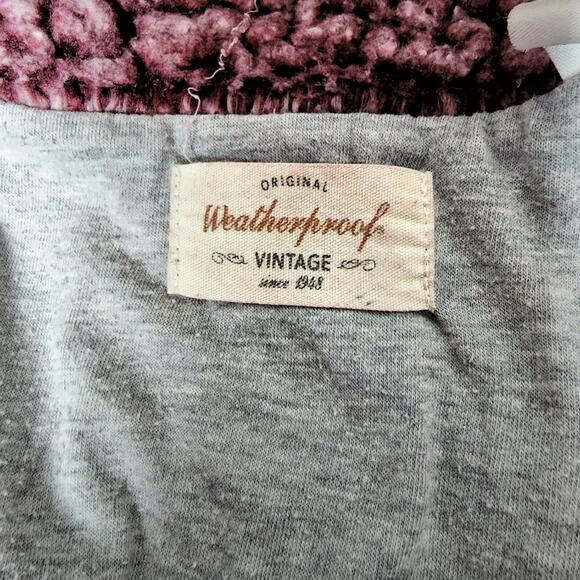 ORIGINAL
Weatherproof®
VINTAGE
since 1948